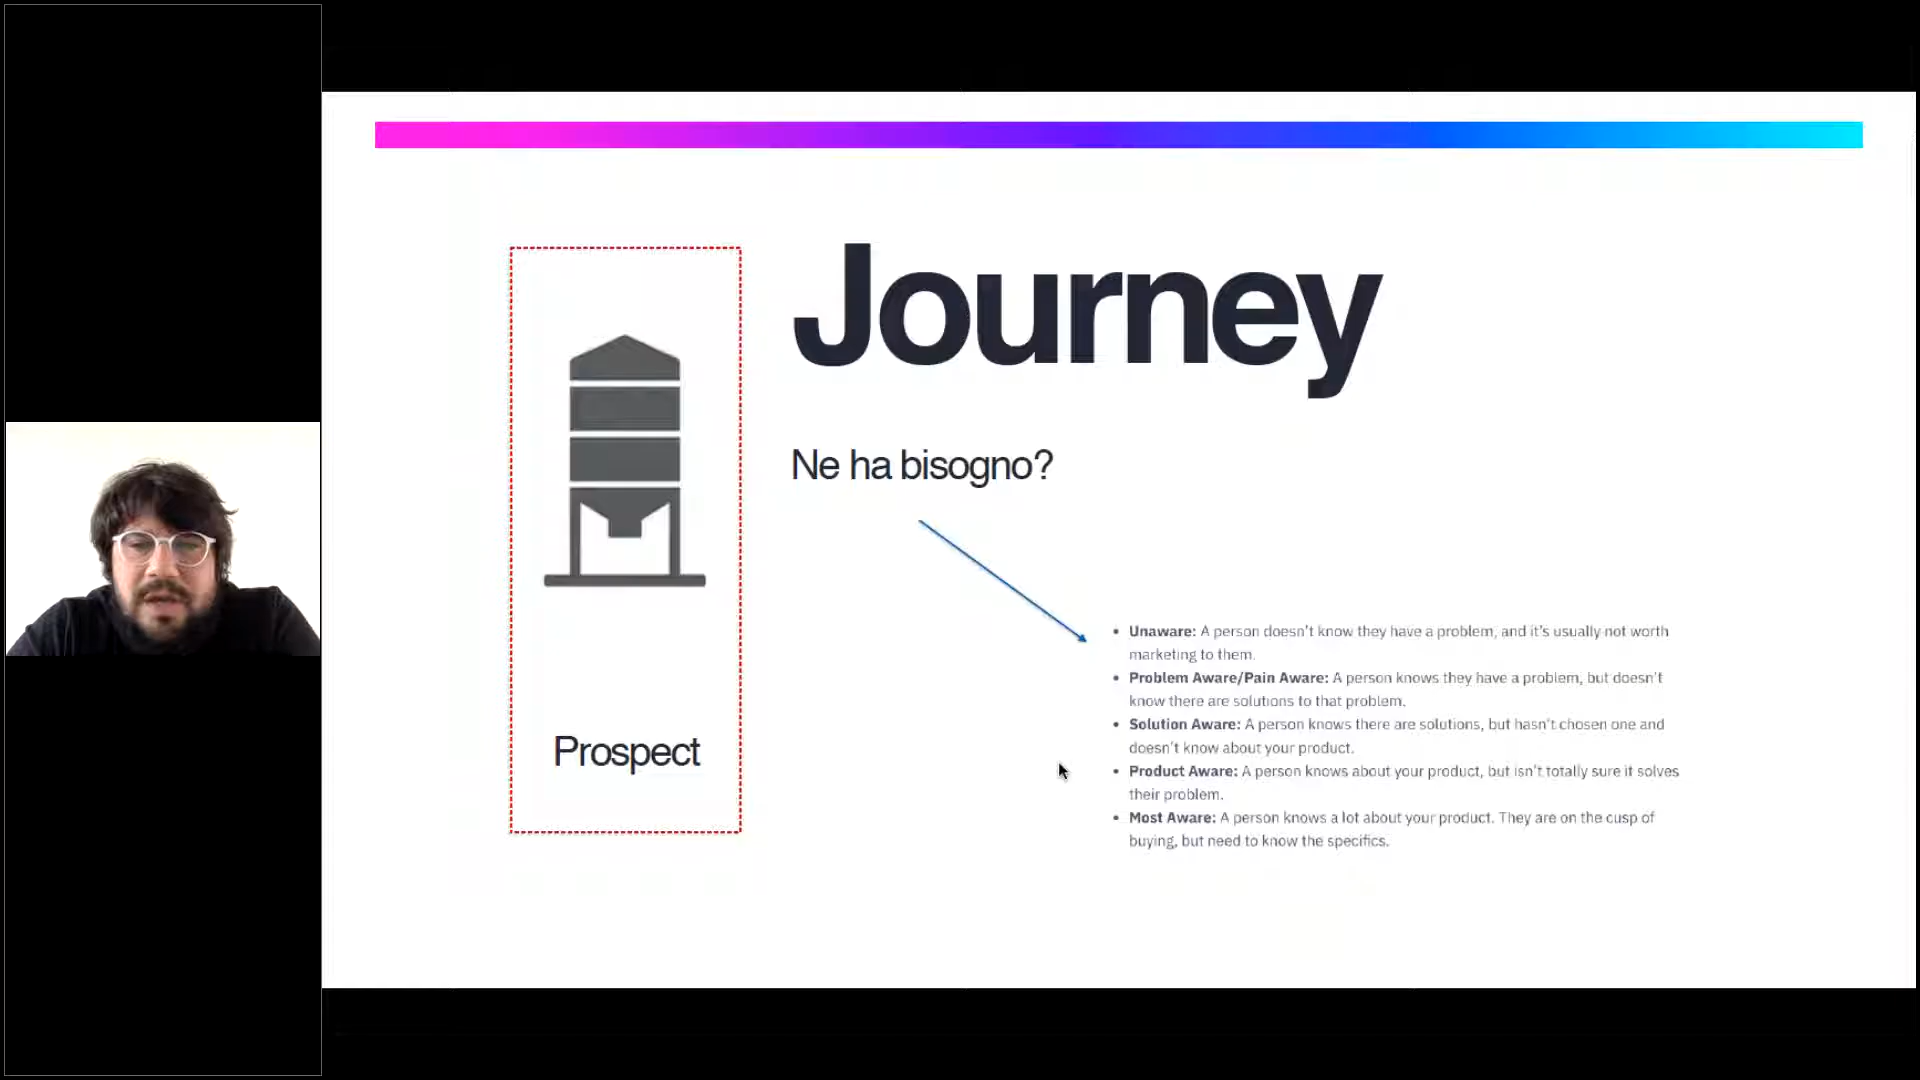 Journey
Ne ha bisogno?
Prospect
• Unaware: A person doesn't know they have a problem, and it's usually not worth
marketing to them.
• Problem Aware/Pain Aware: A person knows they have a problem, but doesn't
know there are solutions to that problem.
• Solution Aware: A person knows there are solutions, but hasn't chosen one and
doesn't know about your product.
• Product Aware: A person knows about your product, but isn't totally sure it solves
their problem.
• Most Aware: A person knows a lot about your product. They are on the cusp of
buying, but need to know the specifics.